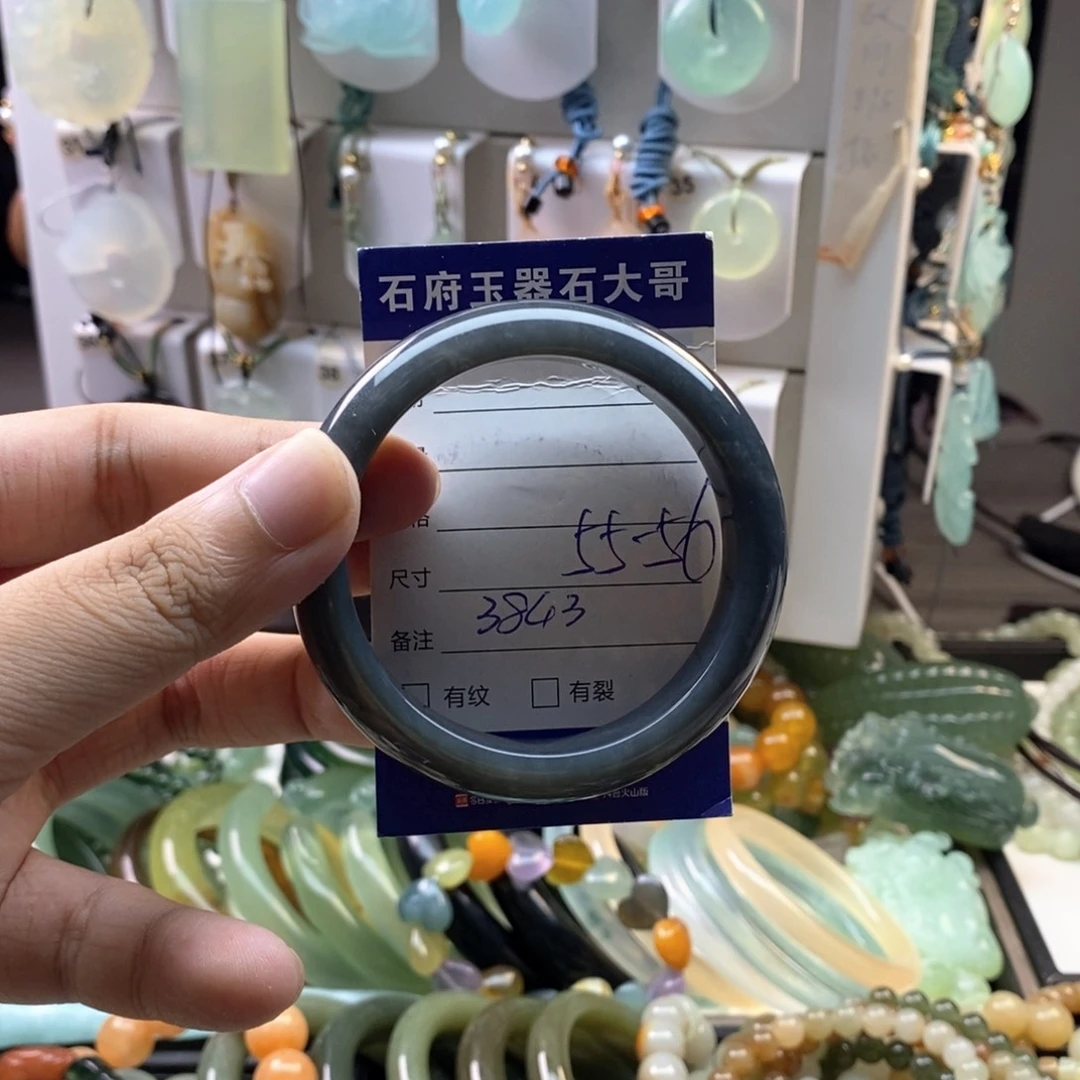 石府玉器石大哥
55-56
尺寸
3843
备注
有纹 有裂